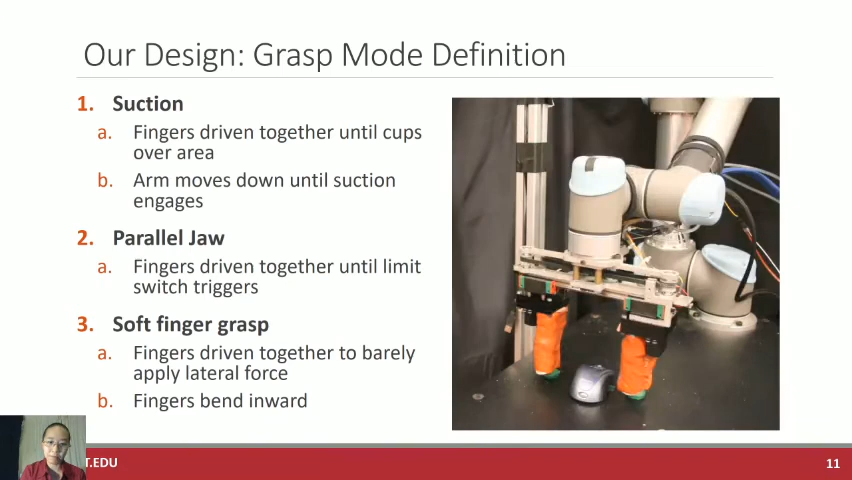 Our Design: Grasp Mode Definition
1. Suction
a. Fingers driven together until cups
over area
b. Arm moves down until suction
engages
2. Parallel Jaw
a. Fingers driven together until limit
switch triggers
3. Soft finger grasp
a. Fingers driven together to barely
apply lateral force
b. Fingers bend inward
T.EDU
11